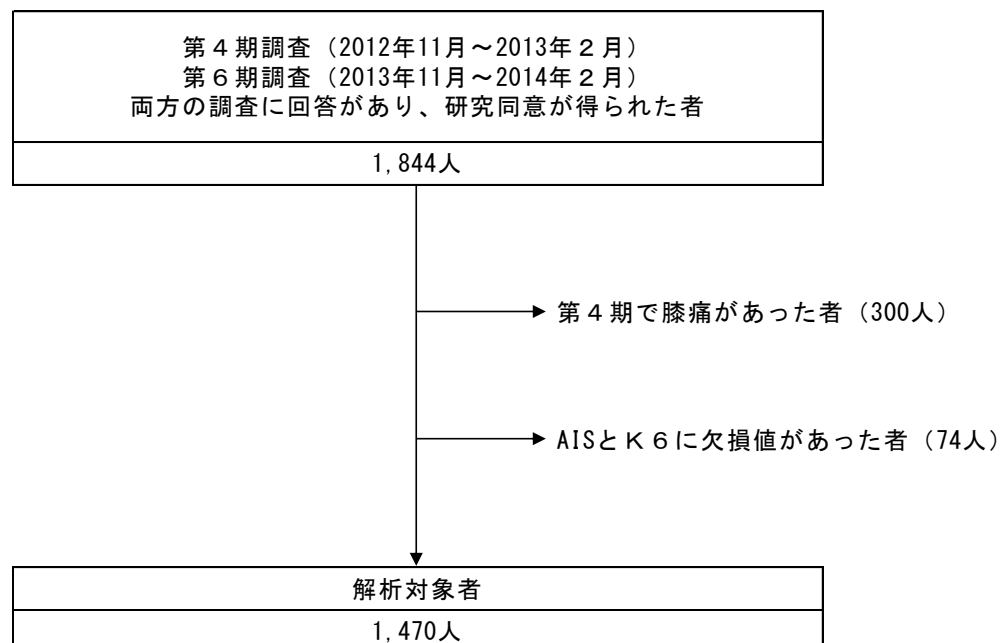 第４期調査（2012年11月～2013年２月）
第６期調査（2013年11月～2014年２月）
両方の調査に回答があり、研究同意が得られた者
1,844人
第４期で膝痛があった者（300人）
AISとＫ６に欠損値があった者（74人）
解析対象者
1,470人